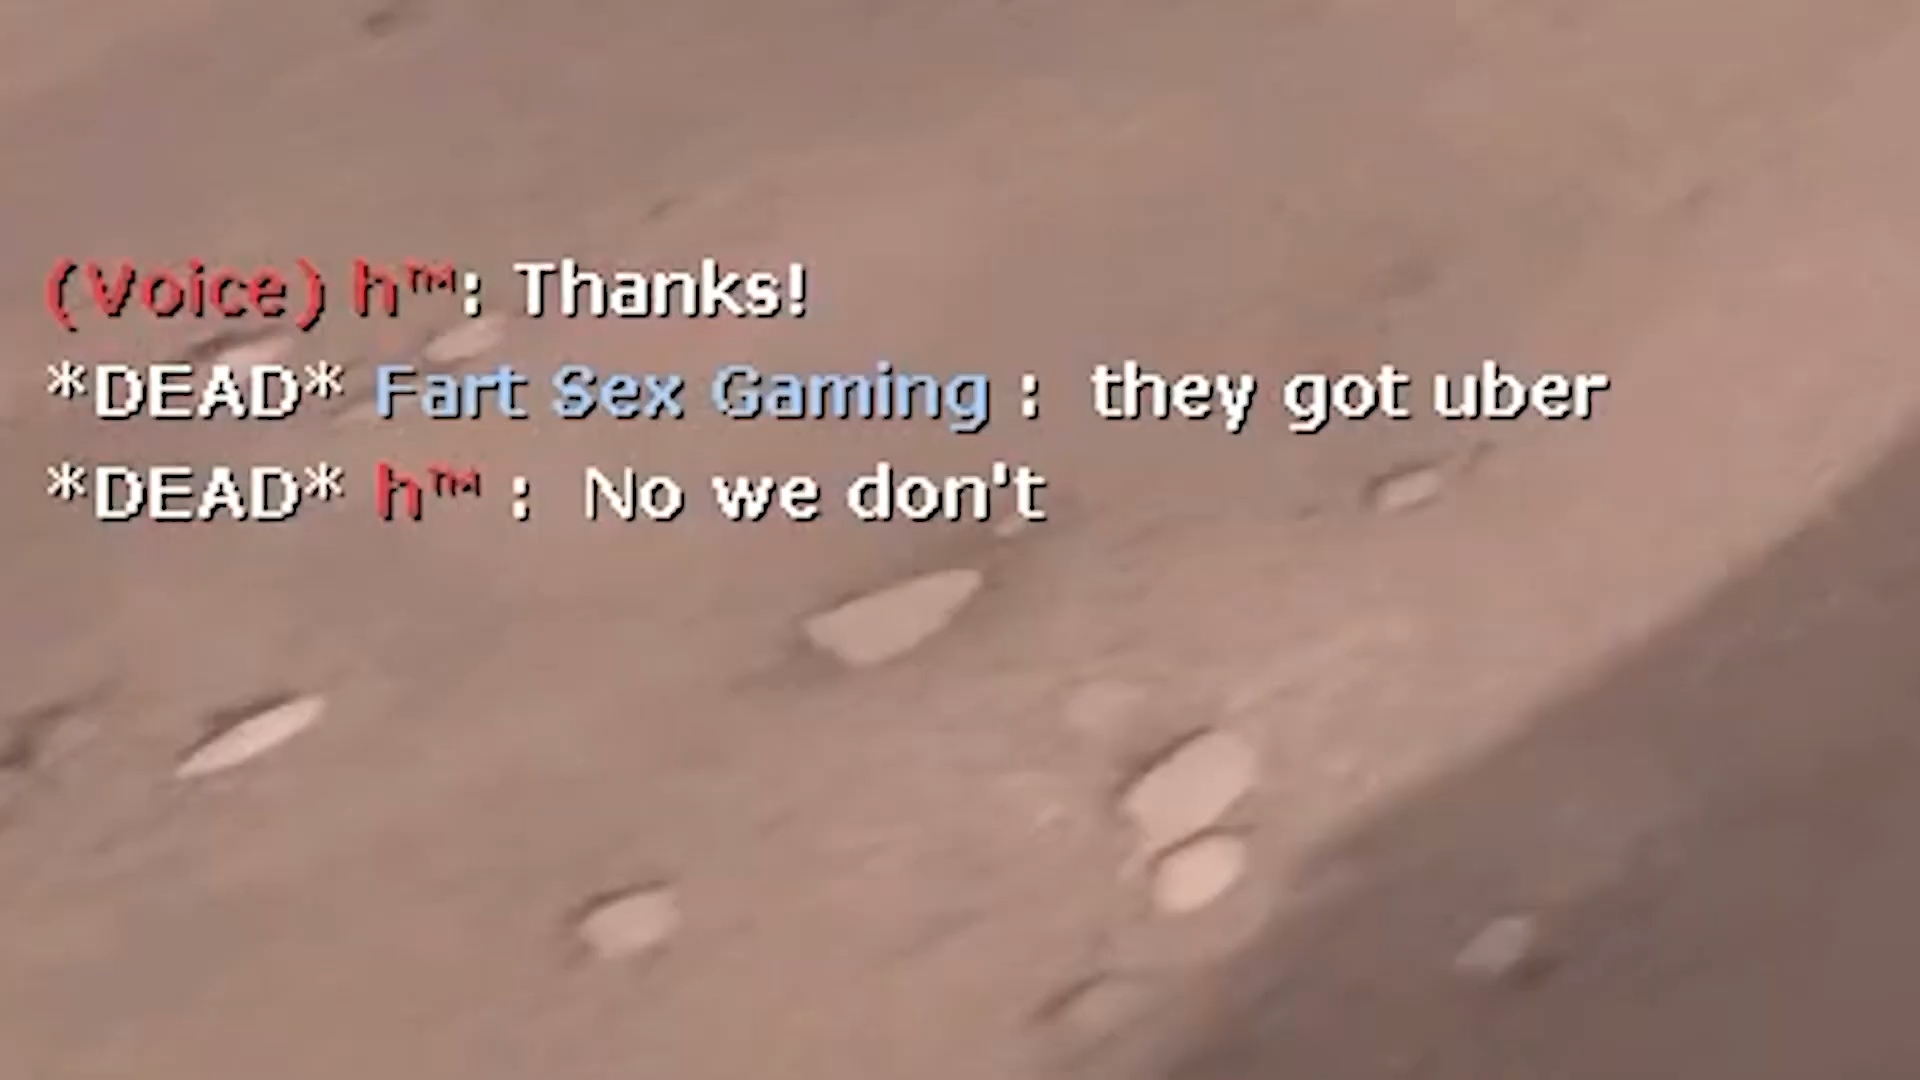 (Voice) h™: Thanks!
*DEAD* Fart Sex Gaming :  they got uber
*DEAD* h™ :  No we don't